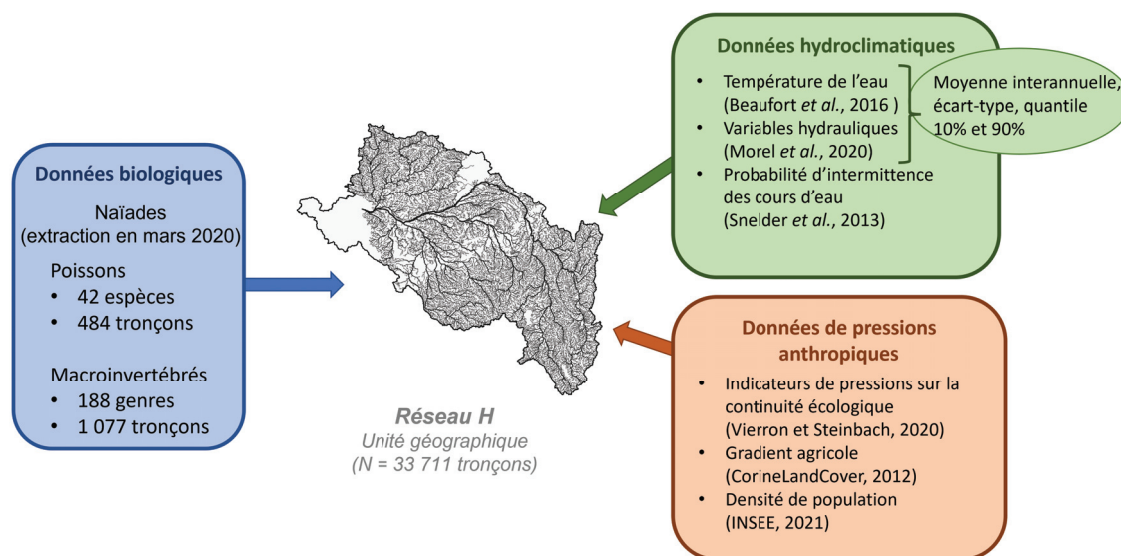 Données biologiques
Naïades
(extraction en mars 2020)
Poissons
• 42 espèces
• 484 tronçons
Macroinvertébrés
• 188 genres
• 1 077 tronçons
Réseau H
Unité géographique
(N = 33 711 tronçons)
Données hydroclimatiques
• Température de l'eau
(Beaufort et al., 2016 )
• Variables hydrauliques
(Morel et al., 2020)
• Probabilité d'intermittence
des cours d'eau
(Snelder et al., 2013)
Moyenne interannuelle,
écart-type, quantile
10% et 90%
Données de pressions
anthropiques
• Indicateurs de pressions sur la
continuité écologique
(Vierron et Steinbach, 2020)
• Gradient agricole
(CorineLandCover, 2012)
• Densité de population
(INSEE, 2021)